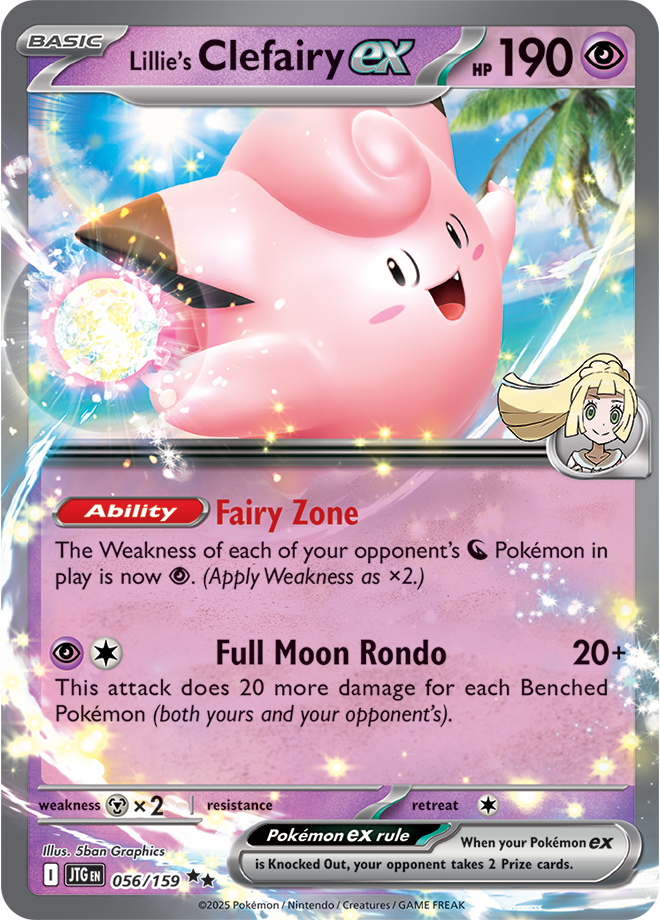 BASIC
Lillie's Clefairy ex HP 190
Ability Fairy Zone
The Weakness of each of your opponent's Pokémon in
play is now . (Apply Weakness as ×2.)
Full Moon Rondo 20+
This attack does 20 more damage for each Benched
Pokémon (both yours and your opponent's).
weakness ×2 resistance retreat
Illus. 5ban Graphics
Pokémon ex rule
When your Pokémon ex
is Knocked Out, your opponent takes 2 Prize cards.
I JTG EN 056/159
©2025 Pokémon / Nintendo / Creatures / GAME FREAK